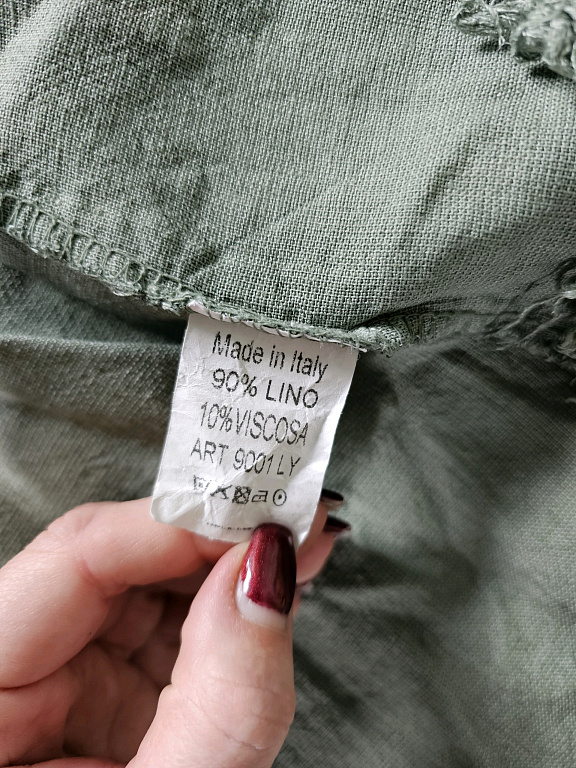 Made in Italy
90% LINO
10% VISCOSA
ART 9001 LY